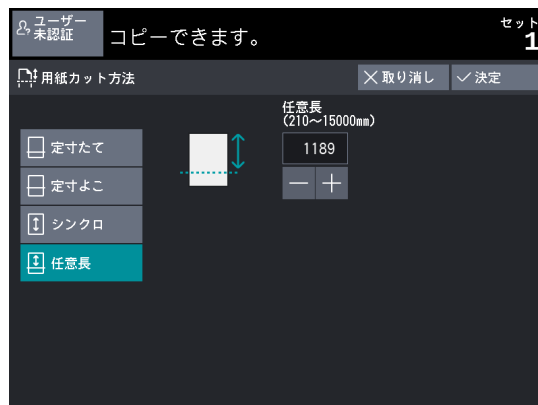 ユーザー
未認証
コピーできます。
セット
1
用紙カット方法
取り消し
決定
任意長
(210～15000mm)
定寸たて
1189
定寸よこ
シンクロ
任意長